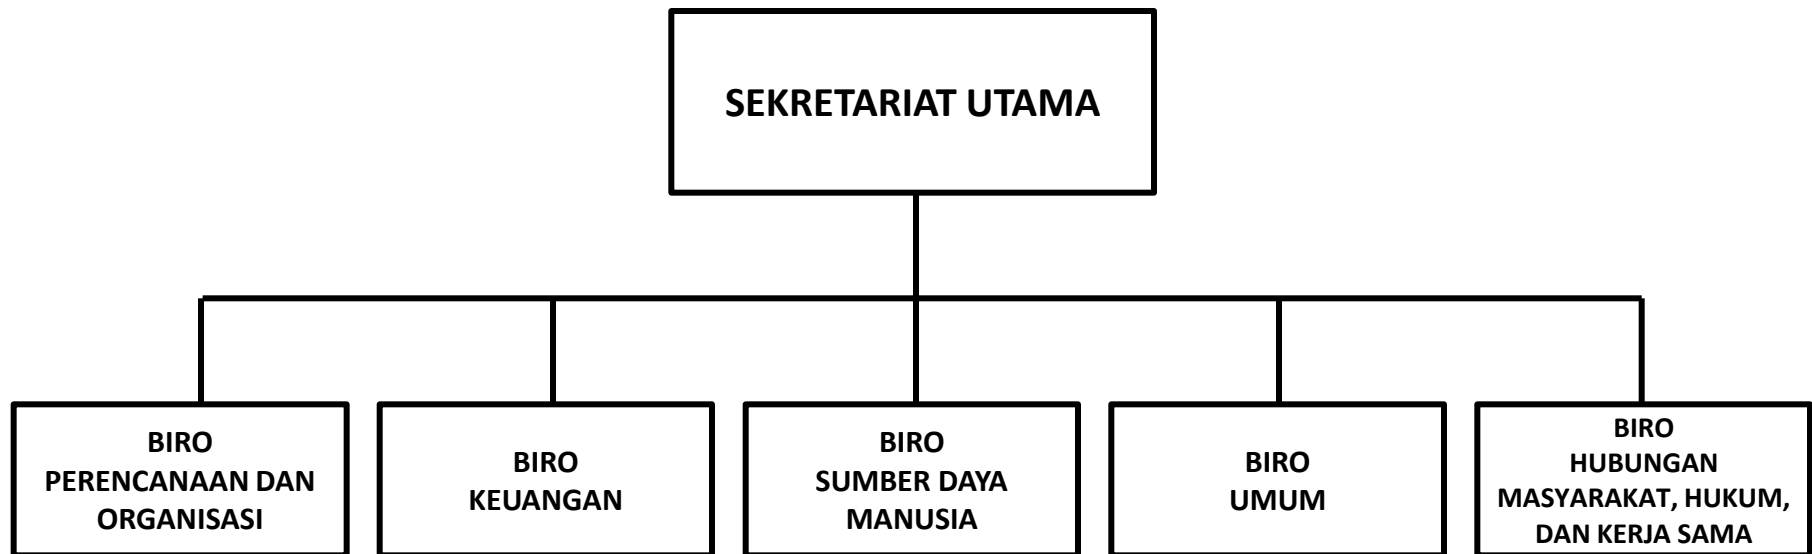 SEKRETARIAT UTAMA
BIRO
PERENCANAAN DAN
ORGANISASI
BIRO
KEUANGAN
BIRO
SUMBER DAYA
MANUSIA
BIRO
UMUM
BIRO
HUBUNGAN
MASYARAKAT, HUKUM,
DAN KERJA SAMA